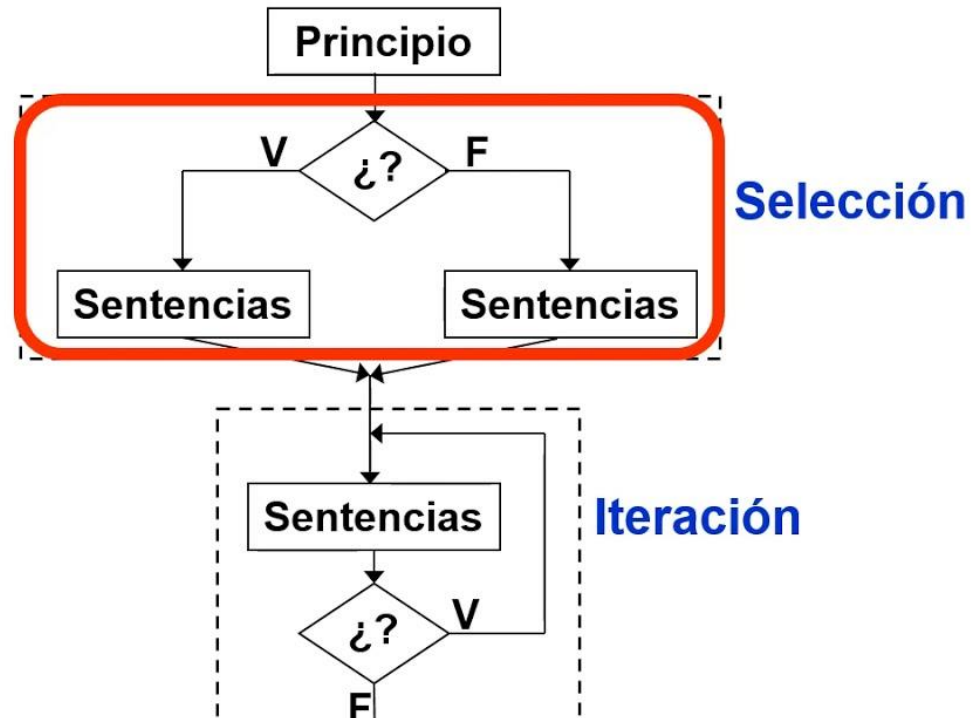 Principio
V
¿?
F
Selección
Sentencias
Sentencias
Sentencias
Iteración
¿?
V
F